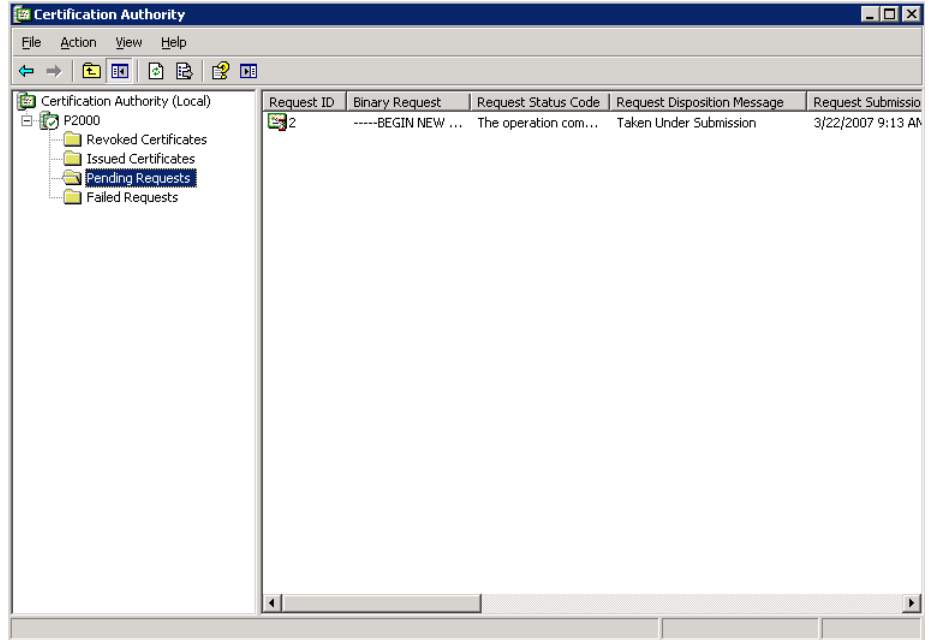 Certification Authority
File Action View Help
Certification Authority (Local)
P2000
Revoked Certificates
Issued Certificates
Pending Requests
Failed Requests
Request ID Binary Request Request Status Code Request Disposition Message Request Submissio
2 -----BEGIN NEW ... The operation com... Taken Under Submission 3/22/2007 9:13 AM